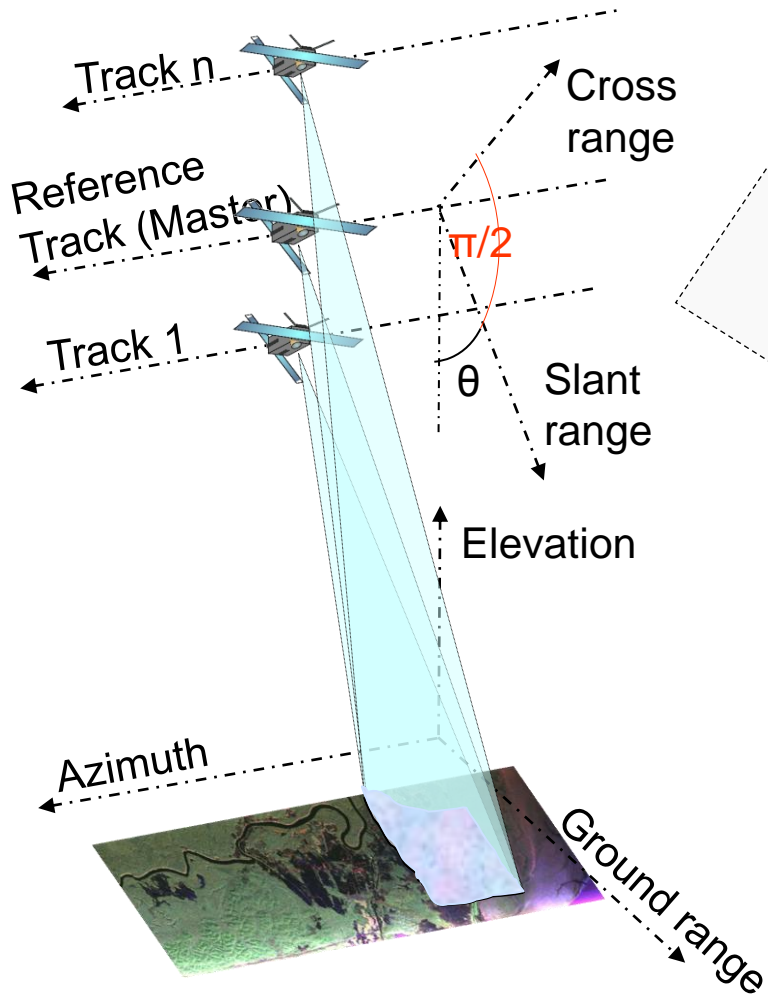 Track n
Cross
range
Reference
Track (Master)
π/2
Track 1
θ
Slant
range
Elevation
Azimuth
Ground range